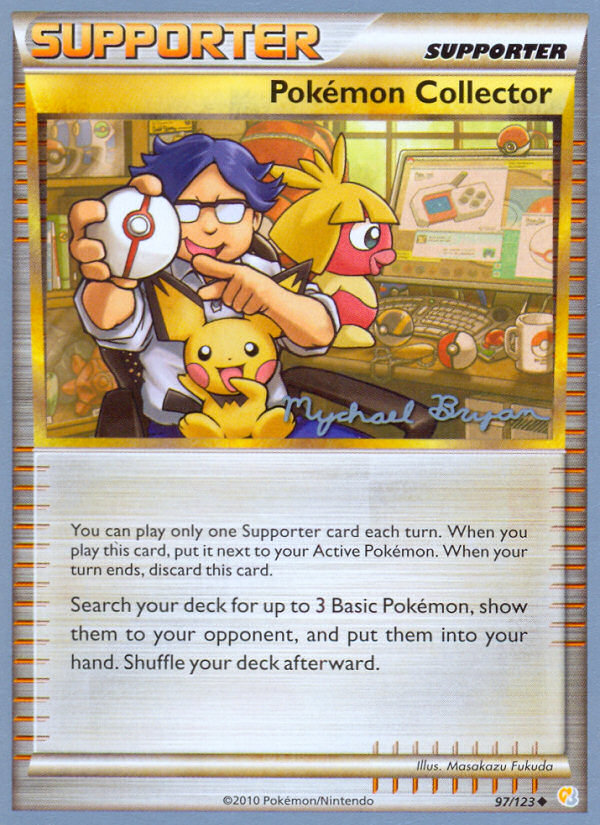 SUPPORTER
SUPPORTER
Pokémon Collector
Mychael Bryan
You can play only one Supporter card each turn. When you
play this card, put it next to your Active Pokémon. When your
turn ends, discard this card.
Search your deck for up to 3 Basic Pokémon, show
them to your opponent, and put them into your
hand. Shuffle your deck afterward.
Illus. Masakazu Fukuda
©2010 Pokémon/Nintendo
97/123